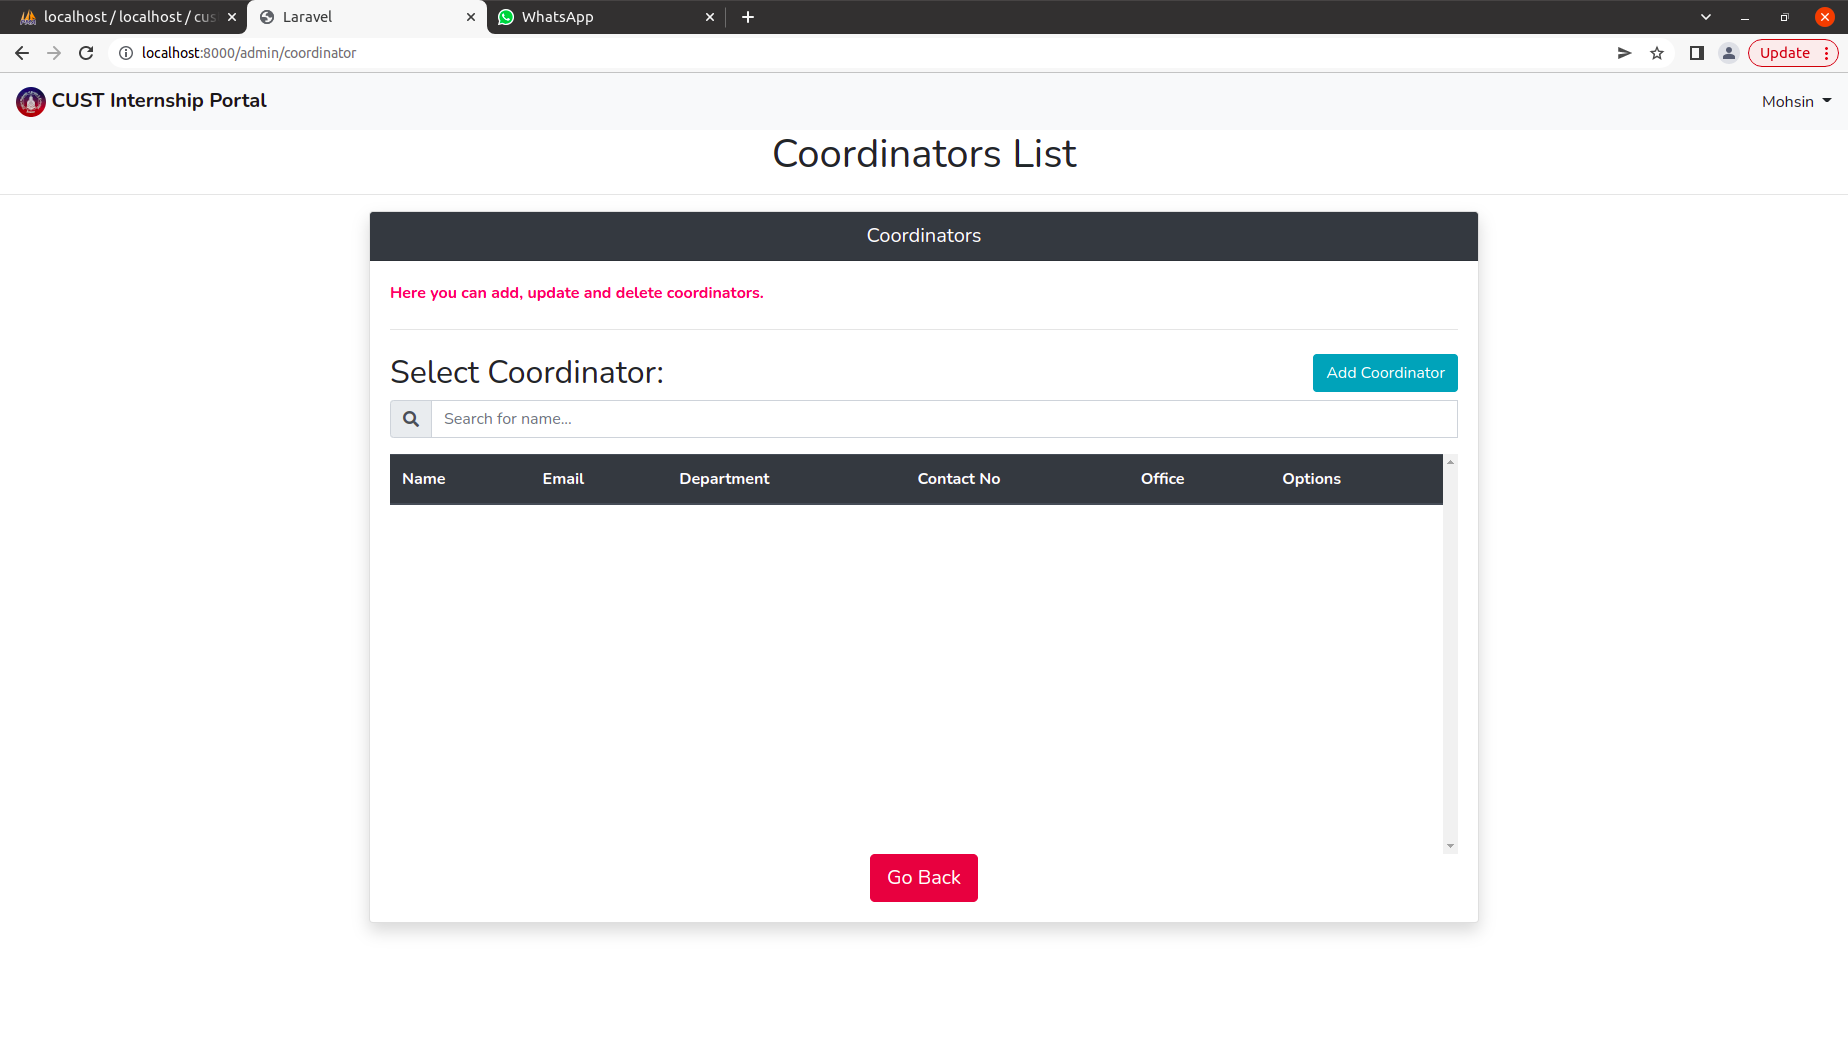 localhost / localhost / cus
Laravel
WhatsApp
localhost:8000/admin/coordinator
Update
CUST Internship Portal
Mohsin
Coordinators List
Coordinators
Here you can add, update and delete coordinators.
Select Coordinator:
Add Coordinator
Search for name...
Name Email Department Contact No Office Options
Go Back